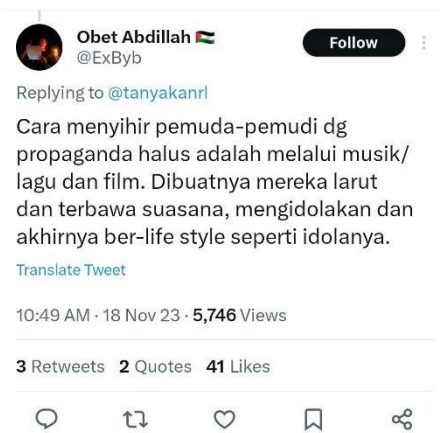 Obet Abdillah 🇵🇸
Follow
@ExByb
Replying to @tanyakanrl
Cara menyihir pemuda-pemudi dg
propaganda halus adalah melalui musik/
lagu dan film. Dibuatnya mereka larut
dan terbawa suasana, mengidolakan dan
akhirnya ber-life style seperti idolanya.
Translate Tweet
10:49 AM · 18 Nov 23 · 5,746 Views
3 Retweets 2 Quotes 41 Likes